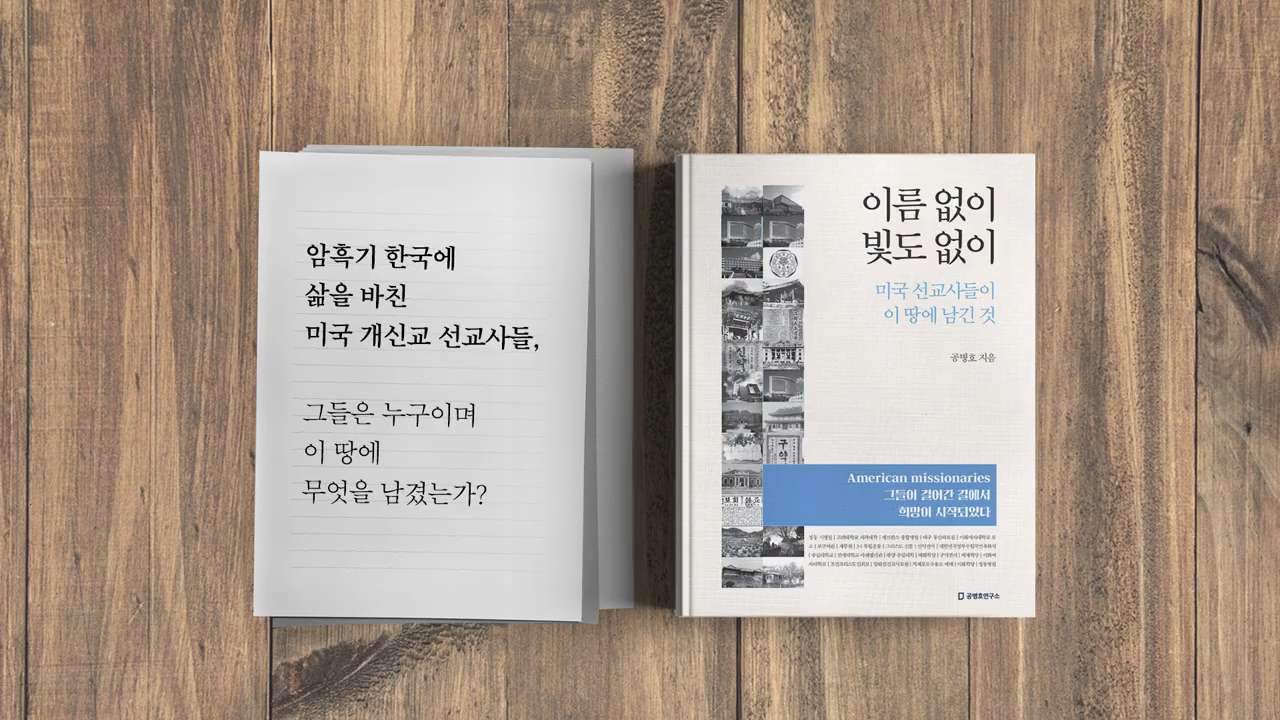 암흑기 한국에
삶을 바친
미국 개신교 선교사들,
그들은 누구이며
이 땅에
무엇을 남겼는가?
이름 없이
빛도 없이
미국 선교사들이
이 땅에 남긴 것
공병호 지음
신약
구약
American missionaries
그들이 걸어간 길에서
희망이 시작되었다
공병호연구소